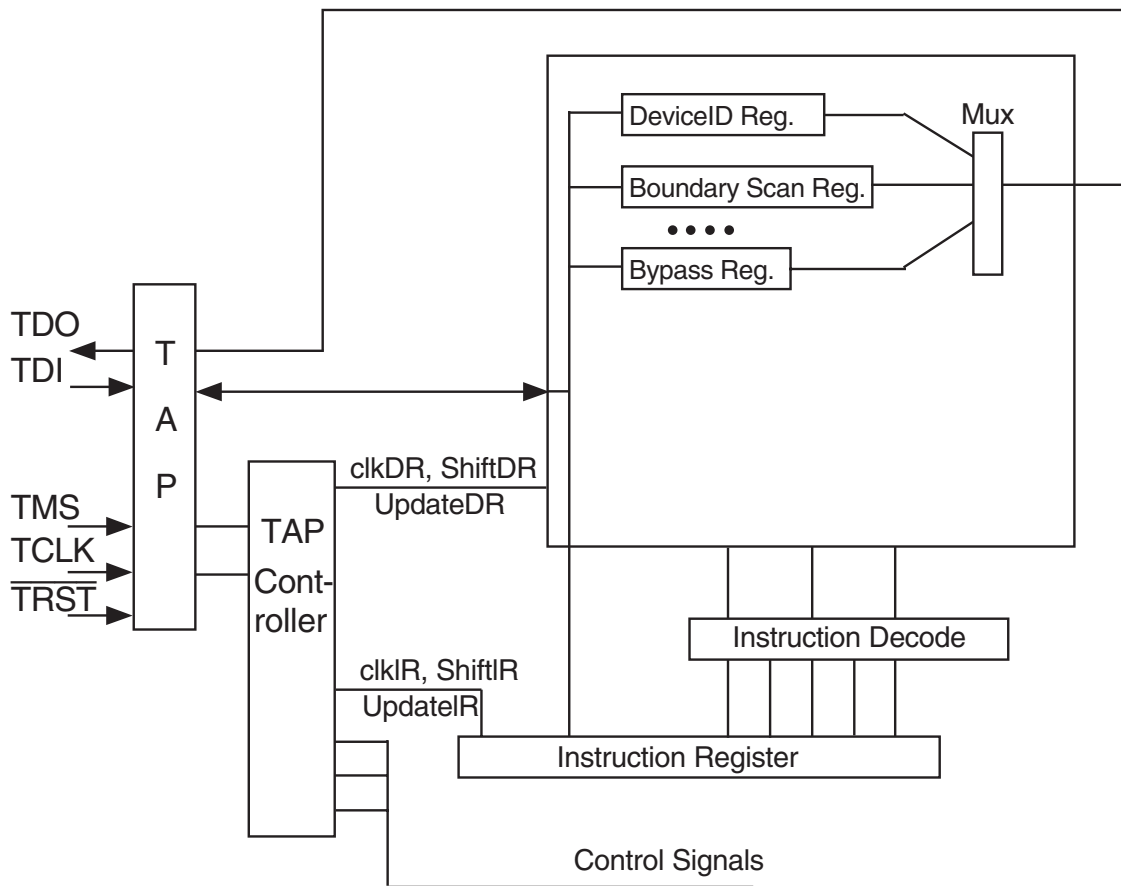 DeviceID Reg.
Mux
Boundary Scan Reg.
Bypass Reg.
TDO
TDI
T
A
P
TMS
TCLK
TRST
clkDR, ShiftDR
UpdateDR
TAP
Cont-
roller
Instruction Decode
clkIR, ShiftIR
UpdateIR
Instruction Register
Control Signals